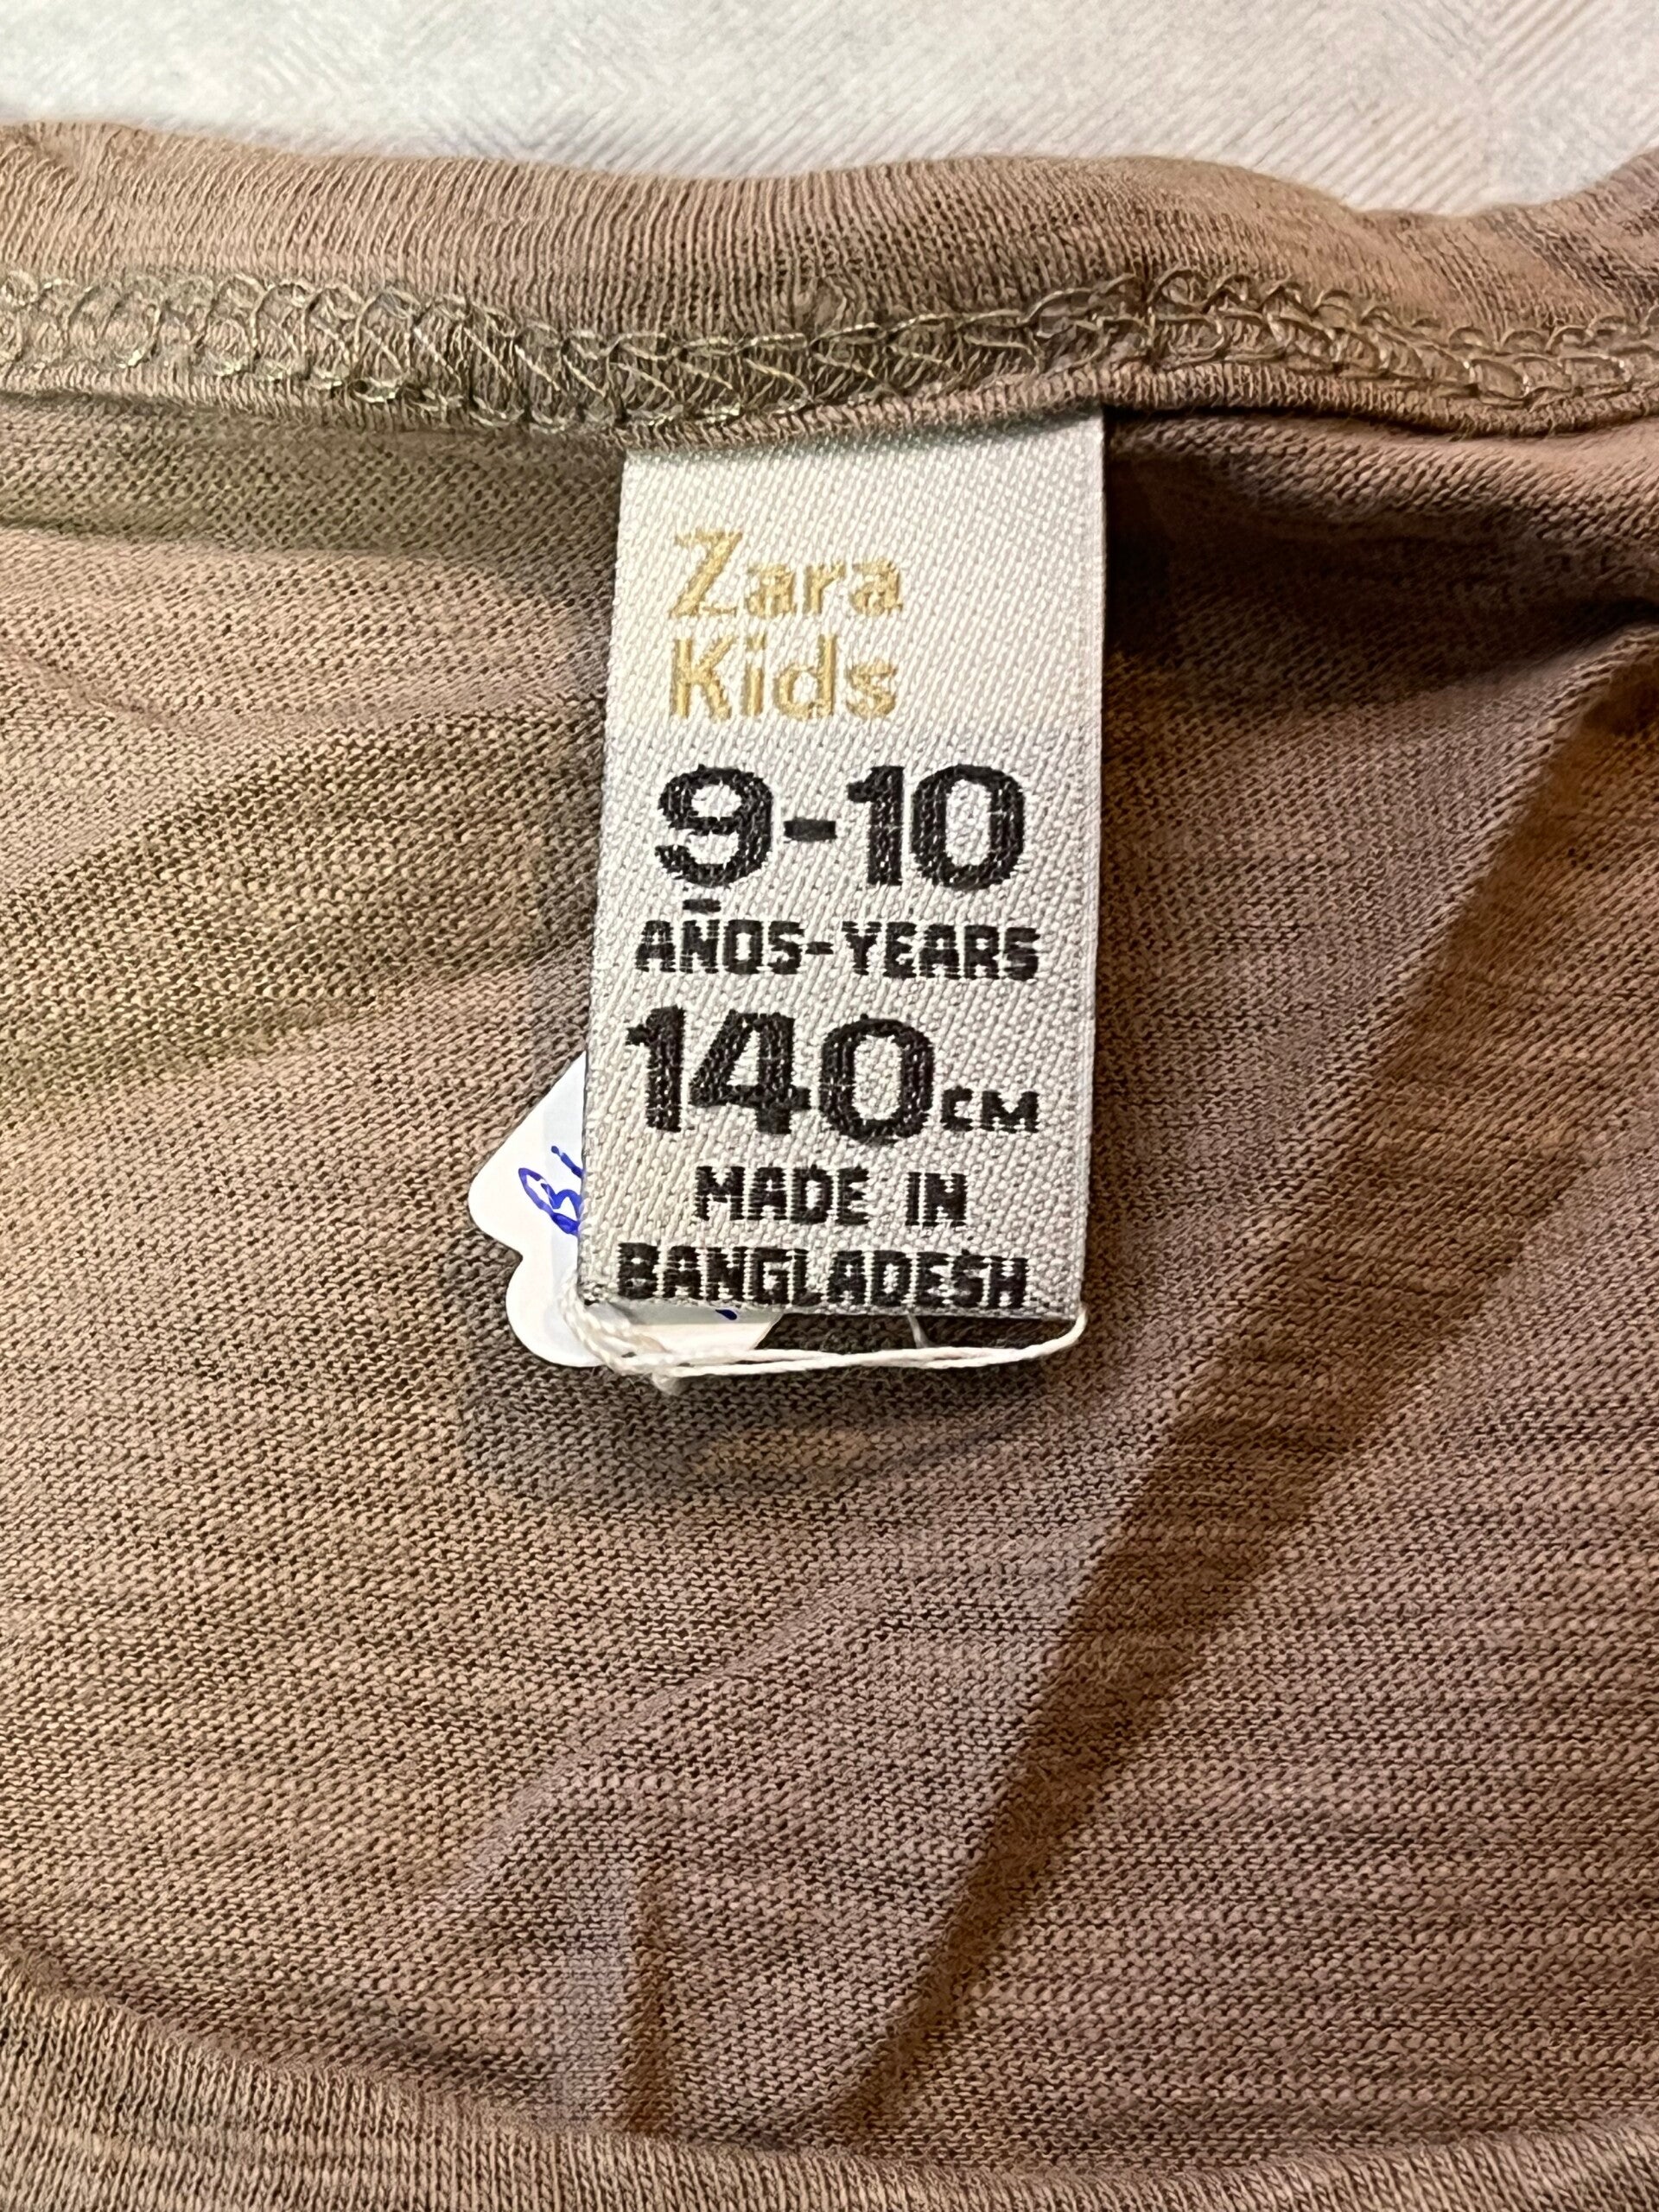 Zara
Kids
9-10
AÑOS-YEARS
140CM
MADE IN
BANGLADESH